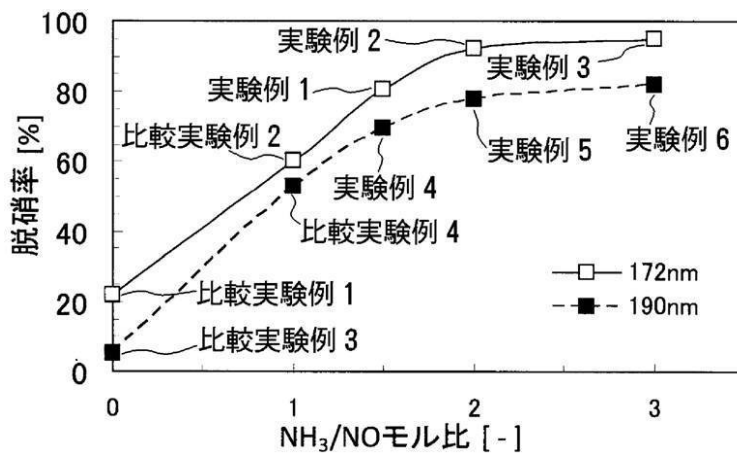 100
80
60
40
20
0
脱硝率 [%]
実験例 2
実験例 3
実験例 1
比較実験例 2
実験例 6
実験例 5
実験例 4
比較実験例 4
比較実験例 1
比較実験例 3
172nm
190nm
0
1
2
3
NH₃/NOモル比 [-]